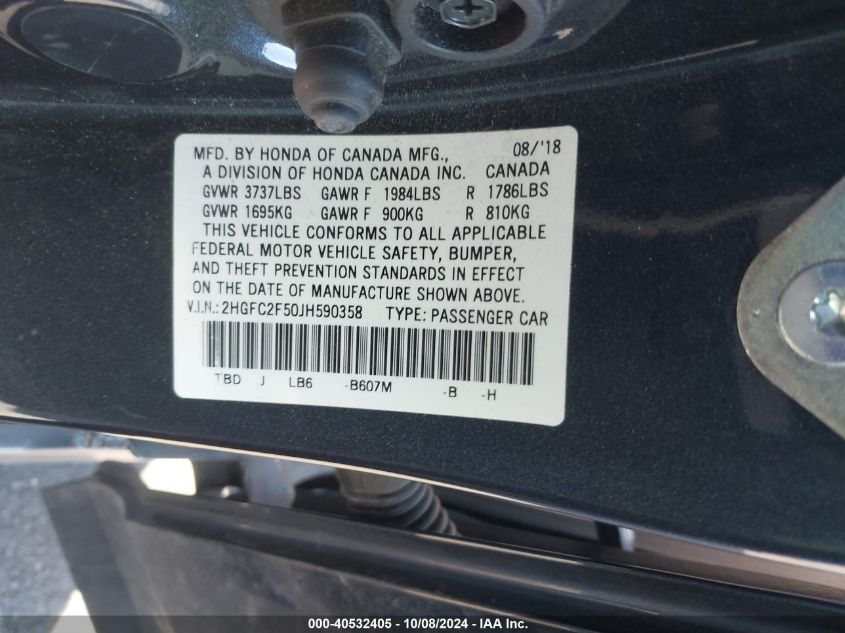 MFD. BY HONDA OF CANADA MFG., 08/'18
A DIVISION OF HONDA CANADA INC. CANADA
GVWR 3737LBS GAWR F 1984LBS R 1786LBS
GVWR 1695KG GAWR F 900KG R 810KG
THIS VEHICLE CONFORMS TO ALL APPLICABLE
FEDERAL MOTOR VEHICLE SAFETY, BUMPER,
AND THEFT PREVENTION STANDARDS IN EFFECT
ON THE DATE OF MANUFACTURE SHOWN ABOVE.
V.I.N.: 2HGFC2F50JH590358 TYPE: PASSENGER CAR
TBD J LB6 -B607M -B -H
000-40532405 - 10/08/2024 - IAA Inc.